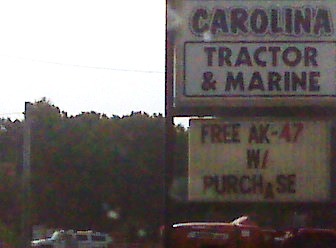 CAROLINA
TRACTOR
& MARINE
FREE AK-47
W/
PURCHASE